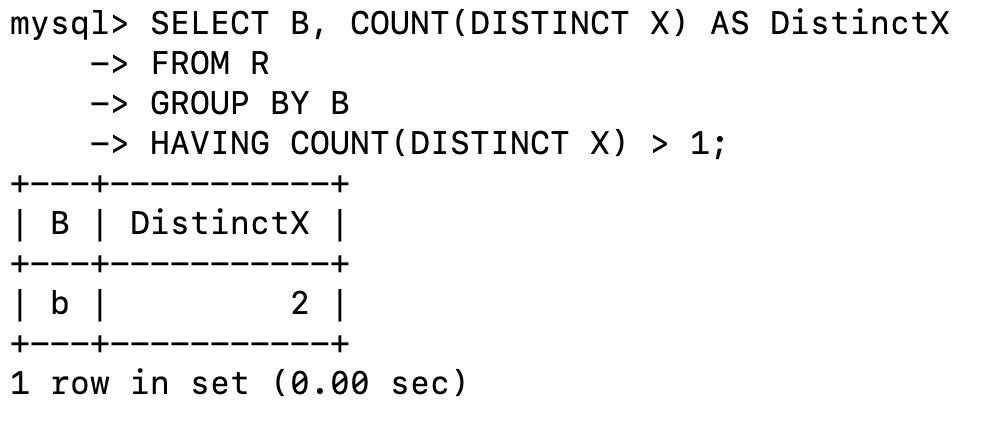 mysql> SELECT B, COUNT(DISTINCT X) AS DistinctX
    -> FROM R
    -> GROUP BY B
    -> HAVING COUNT(DISTINCT X) > 1;
+---+-----------+
| B | DistinctX |
+---+-----------+
| b |         2 |
+---+-----------+
1 row in set (0.00 sec)